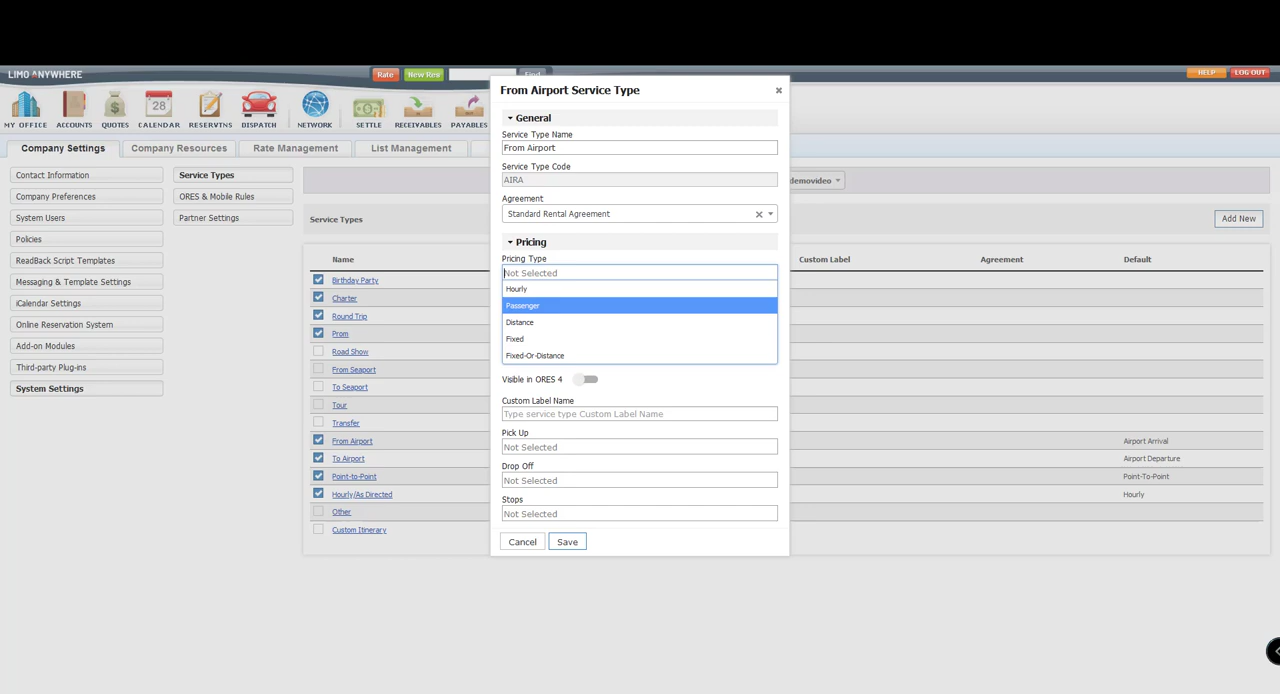 LIMO ANYWHERE
Rate
New Res
Find
HELP
LOG OUT
MY OFFICE
ACCOUNTS
QUOTES
28
CALENDAR
RESERVTNS
DISPATCH
NETWORK
SETTLE
RECEIVABLES
PAYABLES
Company Settings
Company Resources
Rate Management
List Management
Contact Information
Company Preferences
System Users
Policies
ReadBack Script Templates
Messaging & Template Settings
iCalendar Settings
Online Reservation System
Add-on Modules
Third-party Plug-ins
System Settings
Service Types
ORES & Mobile Rules
Partner Settings
demovideo
Service Types
Add New
Name
Custom Label
Agreement
Default
Birthday Party
Charter
Round Trip
Prom
Road Show
From Seaport
To Seaport
Tour
Transfer
From Airport
Airport Arrival
To Airport
Airport Departure
Point-to-Point
Point-To-Point
Hourly/As Directed
Hourly
Other
Custom Itinerary
From Airport Service Type
×
General
Service Type Name
From Airport
Service Type Code
AIRA
Agreement
Standard Rental Agreement
Pricing
Pricing Type
Not Selected
Hourly
Passenger
Distance
Fixed
Fixed-Or-Distance
Visible in ORES 4
Custom Label Name
Type service type Custom Label Name
Pick Up
Not Selected
Drop Off
Not Selected
Stops
Not Selected
Cancel
Save